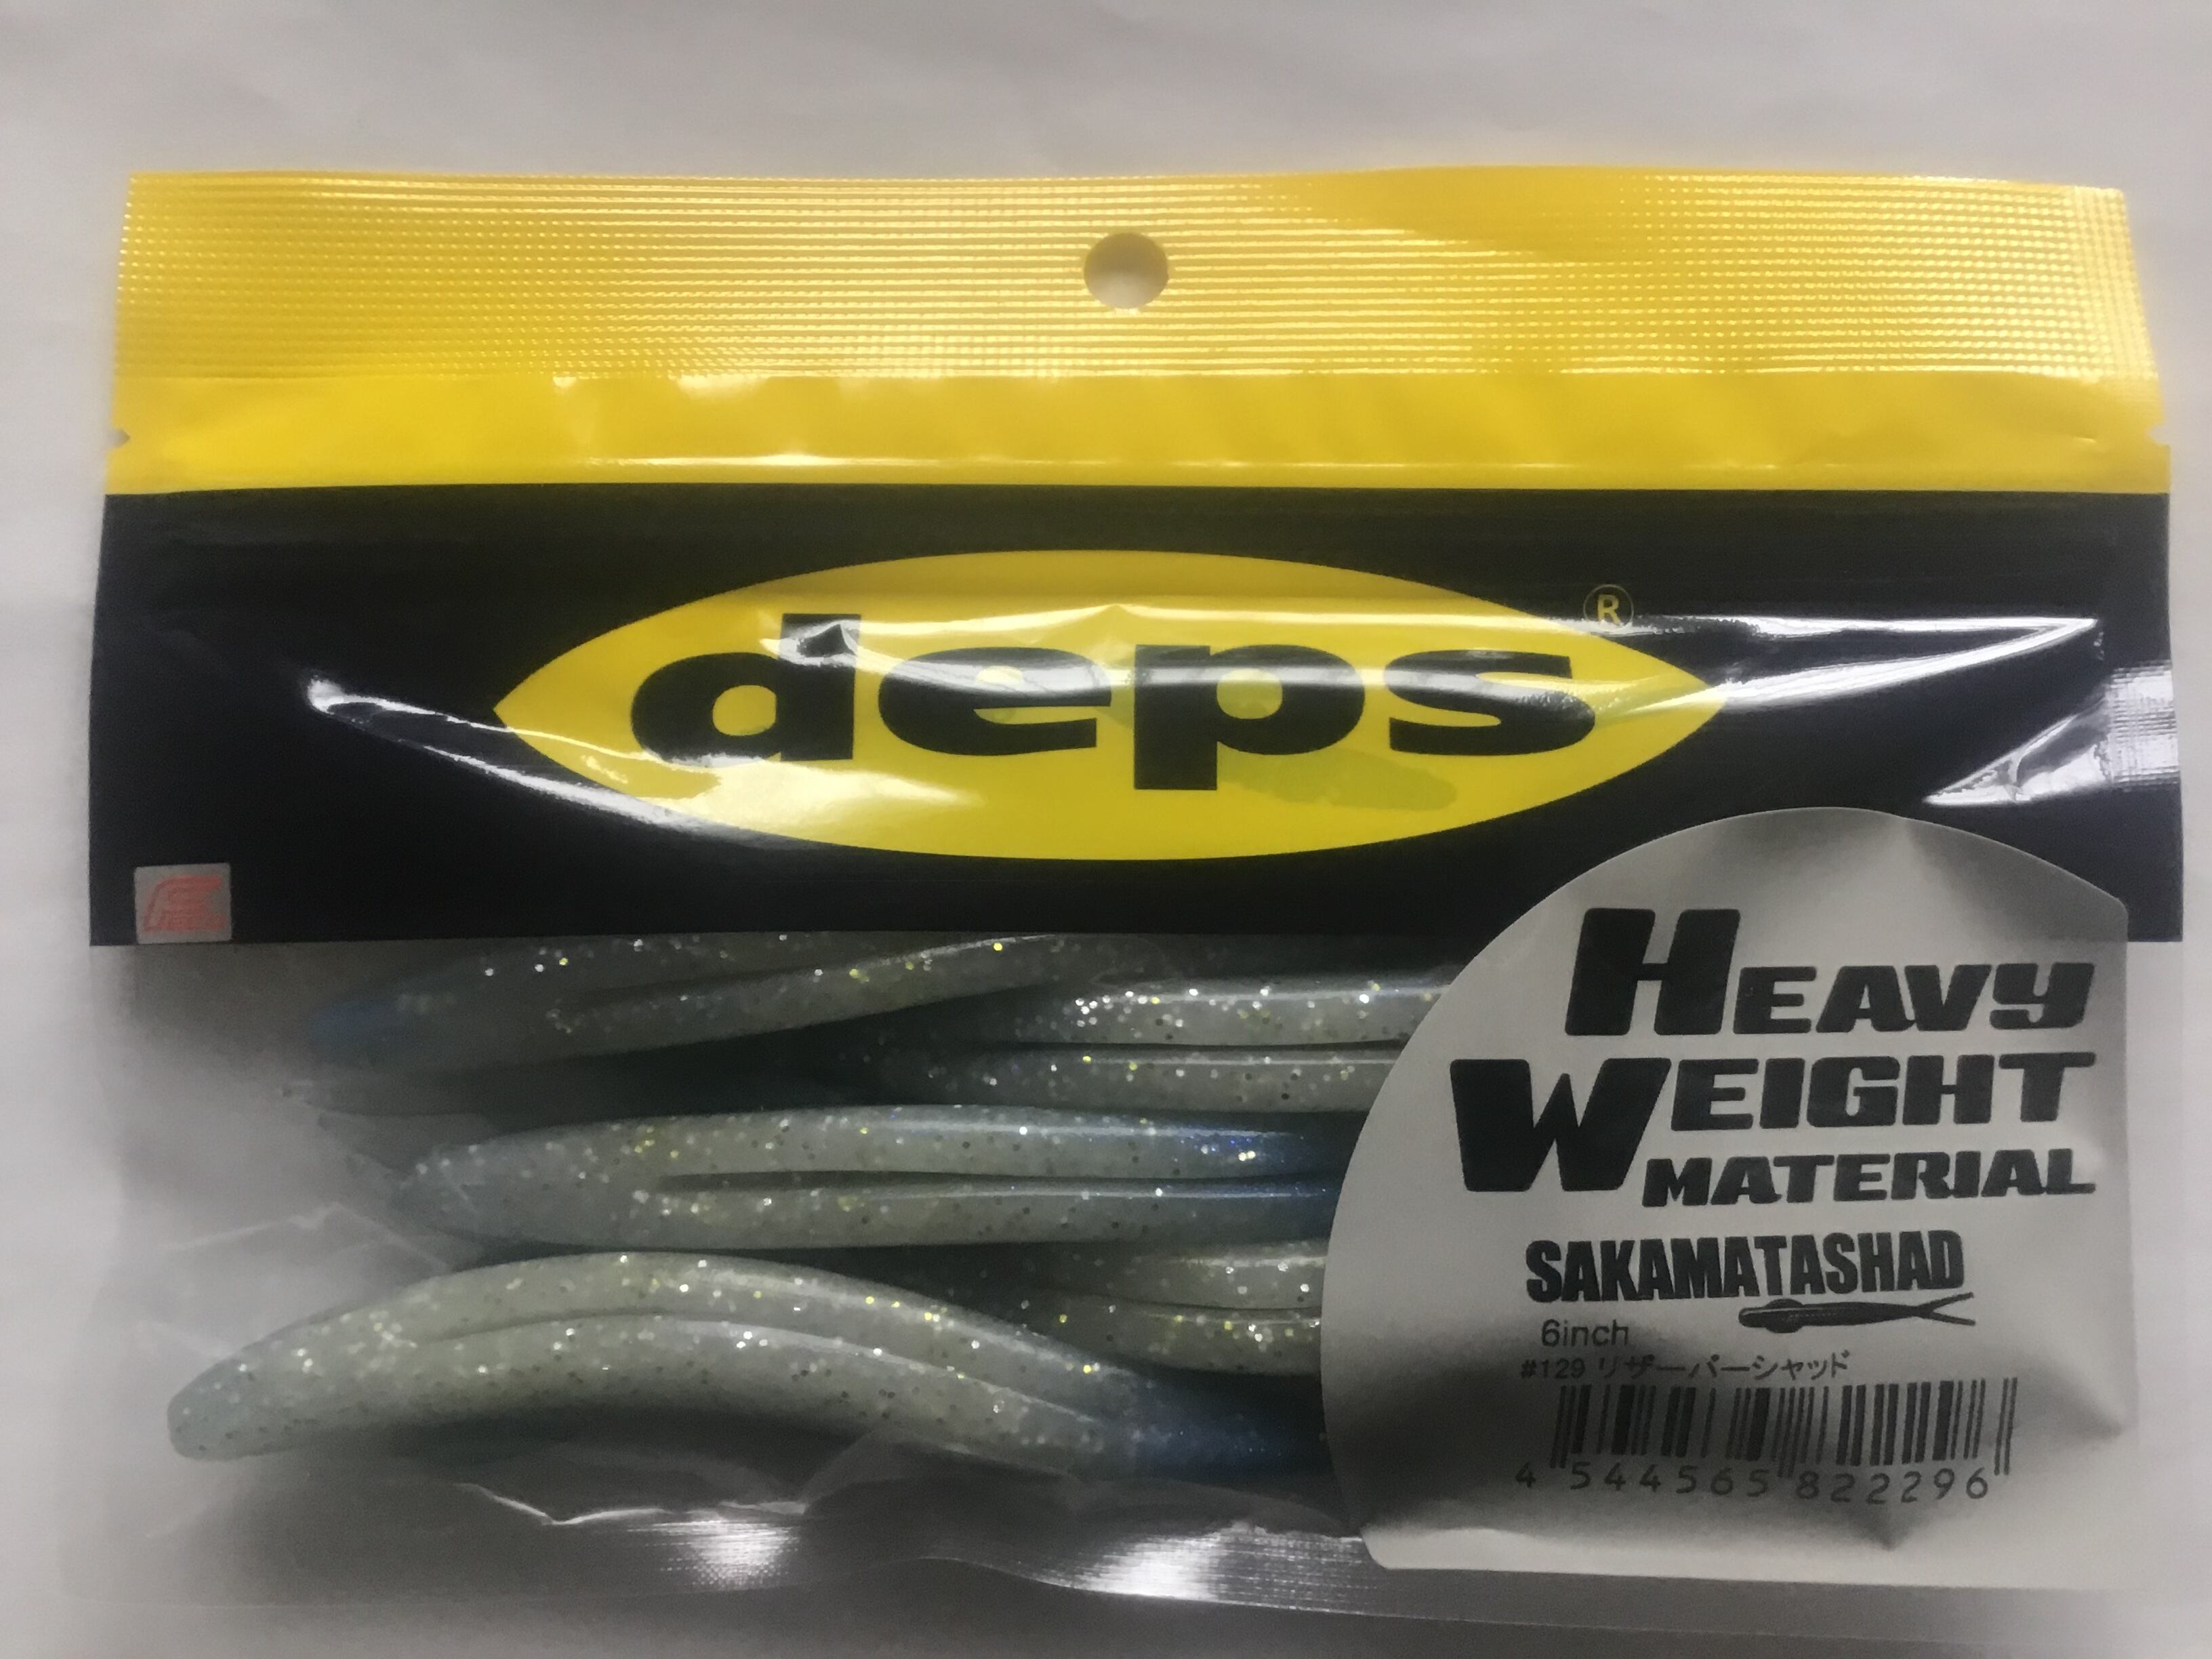 deps®
HEAVY
WEIGHT
MATERIAL
SAKAMATASHAD
6inch
#129 リザーバーシャッド
4 544565 822296